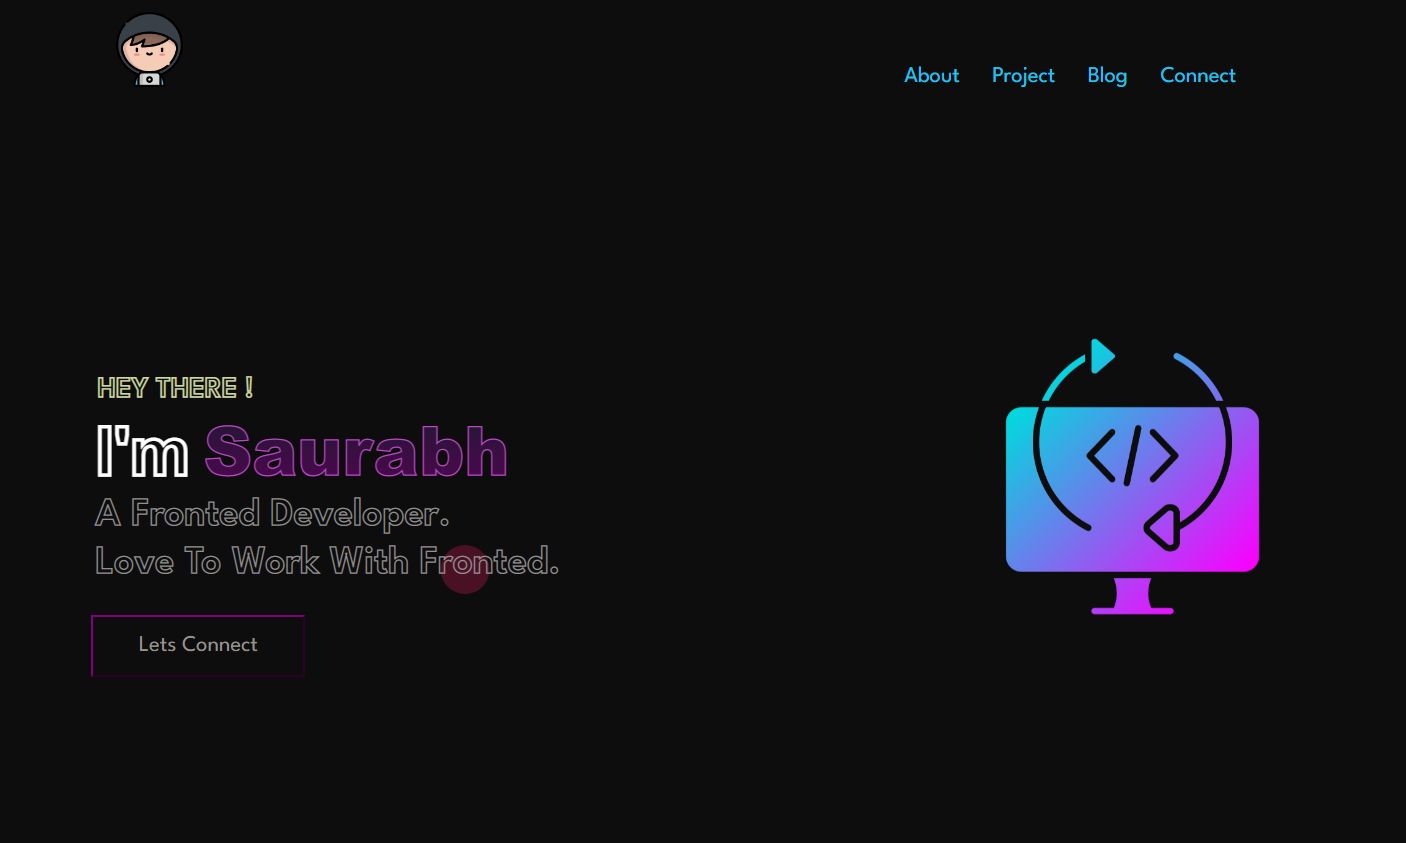 About Project Blog Connect
HEY THERE !
I'm Saurabh
A Fronted Developer.
Love To Work With Fronted.
Lets Connect